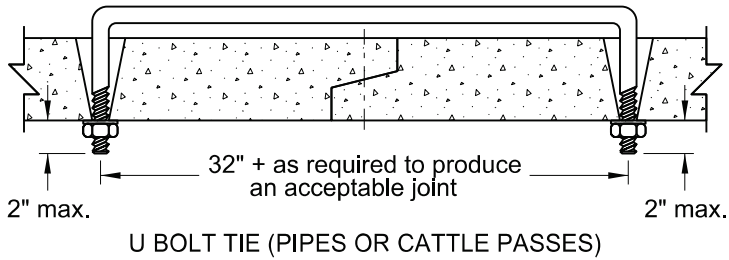 32" + as required to produce
an acceptable joint
2" max.
2" max.
U BOLT TIE (PIPES OR CATTLE PASSES)